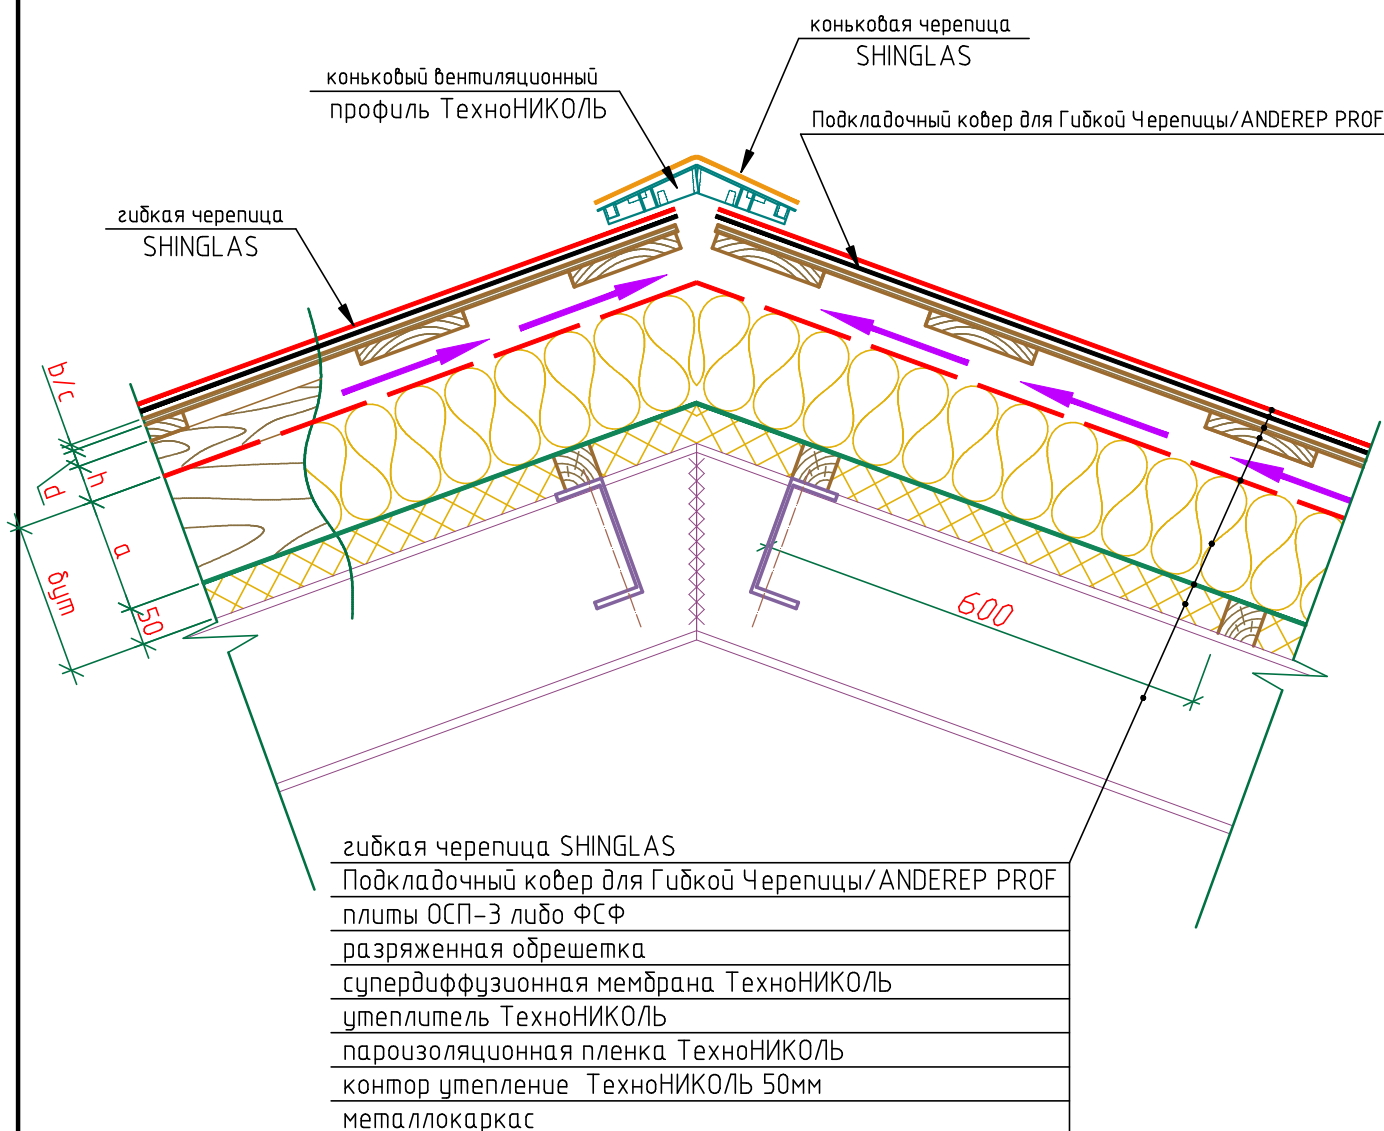 коньковая черепица
SHINGLAS
коньковый вентиляционный
профиль ТехноНИКОЛЬ
Подкладочный ковер для Гибкой Черепицы/ANDEREP PROF
гибкая черепица
SHINGLAS
b/c
h
d
a
бут
50
600
гибкая черепица SHINGLAS
Подкладочный ковер для Гибкой Черепицы/ANDEREP PROF
плиты ОСП-3 либо ФСФ
разряженная обрешетка
супердиффузионная мембрана ТехноНИКОЛЬ
утеплитель ТехноНИКОЛЬ
пароизоляционная пленка ТехноНИКОЛЬ
контор утепление ТехноНИКОЛЬ 50мм
металлокаркас